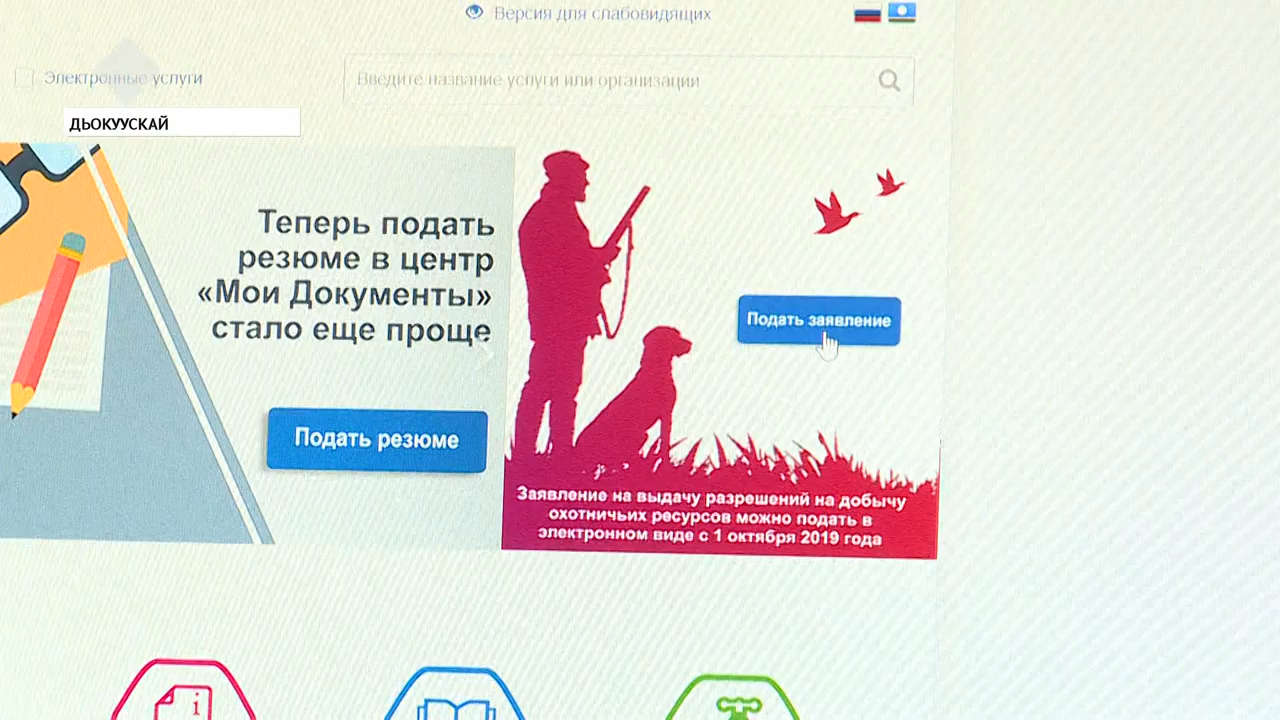 Версия для слабовидящих
Электронные услуги
Введите название услуги или организации
ДЬОКУУСКАЙ
Теперь подать
резюме в центр
«Мои Документы»
стало еще проще
Подать резюме
Подать заявление
Заявление на выдачу разрешений на добычу
охотничьих ресурсов можно подать в
электронном виде с 1 октября 2019 года